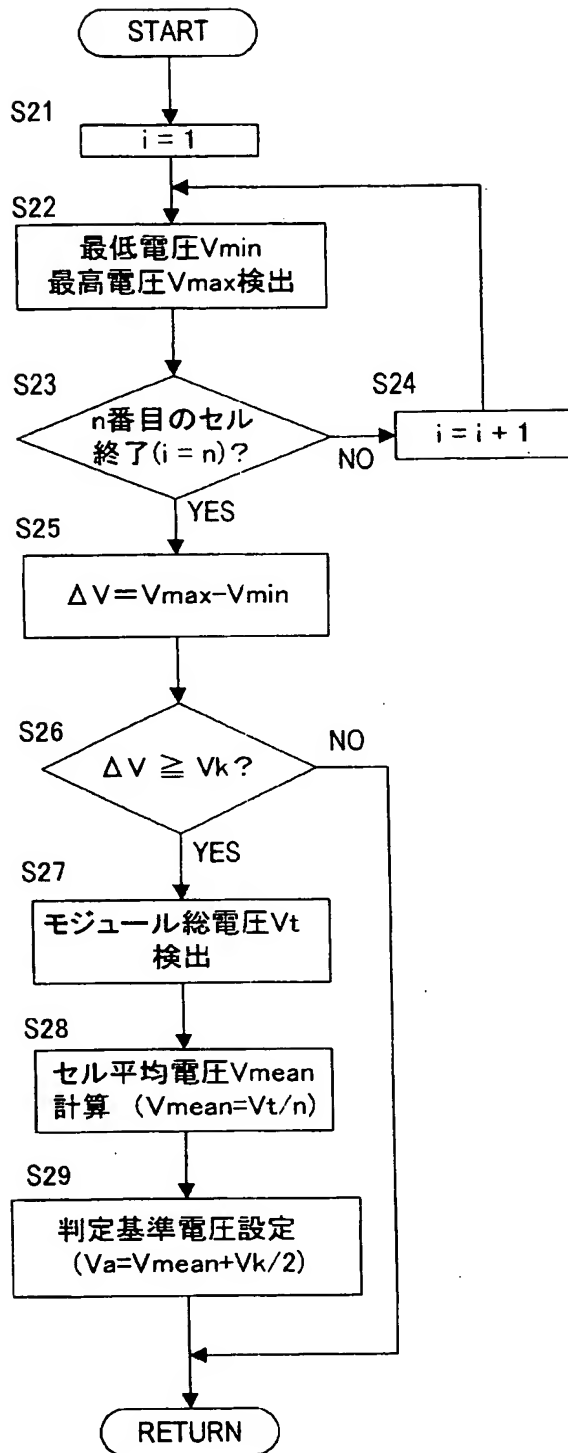 START
S21
i = 1
S22
最低電圧Vmin
最高電圧Vmax検出
S23
n番目のセル
終了(i = n)?
NO
S24
i = i + 1
YES
S25
ΔV=Vmax-Vmin
S26
ΔV ≧ Vk?
NO
YES
S27
モジュール総電圧Vt
検出
S28
セル平均電圧Vmean
計算 (Vmean=Vt/n)
S29
判定基準電圧設定
(Va=Vmean+Vk/2)
RETURN